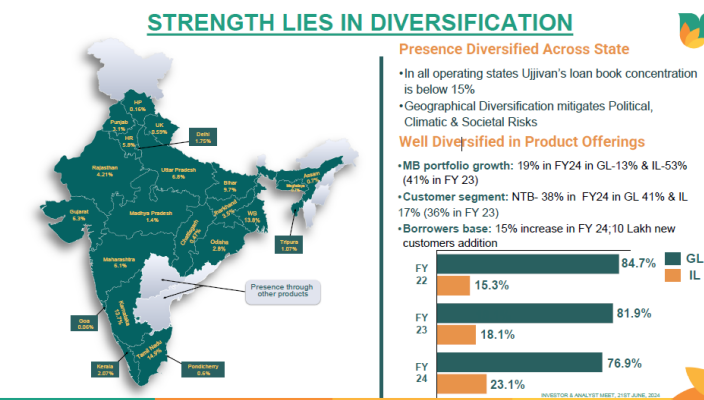 STRENGTH LIES IN DIVERSIFICATION
HP
0.16%
Punjab
3.1%
UK
0.59%
HR
5.8%
Delhi
1.75%
Rajasthan
4.21%
Uttar Pradesh
6.8%
Bihar
9.7%
Assam
Gujarat
6.3%
Madhya Pradesh
1.4%
Jharkhand
WB
13.8%
Tripura
1.07%
Chattisgarh
Odisha
2.8%
Maharashtra
6.1%
Presence through
other products
Goa
Karnataka
Tamil Nadu
Kerala
2.07%
Pondicherry
0.6%
Presence Diversified Across State
•In all operating states Ujjivan's loan book concentration
is below 15%
•Geographical Diversification mitigates Political,
Climatic & Societal Risks
Well Diversified in Product Offerings
•MB portfolio growth: 19% in FY24 in GL-13% & IL-53%
(41% in FY 23)
•Customer segment: NTB- 38% in FY24 in GL 41% & IL
17% (36% in FY 23)
•Borrowers base: 15% increase in FY 24;10 Lakh new
customers addition
FY
22
84.7%
15.3%
GL
IL
FY
23
81.9%
18.1%
FY
24
76.9%
23.1%
INVESTOR & ANALYST MEET, 21ST JUNE, 2024